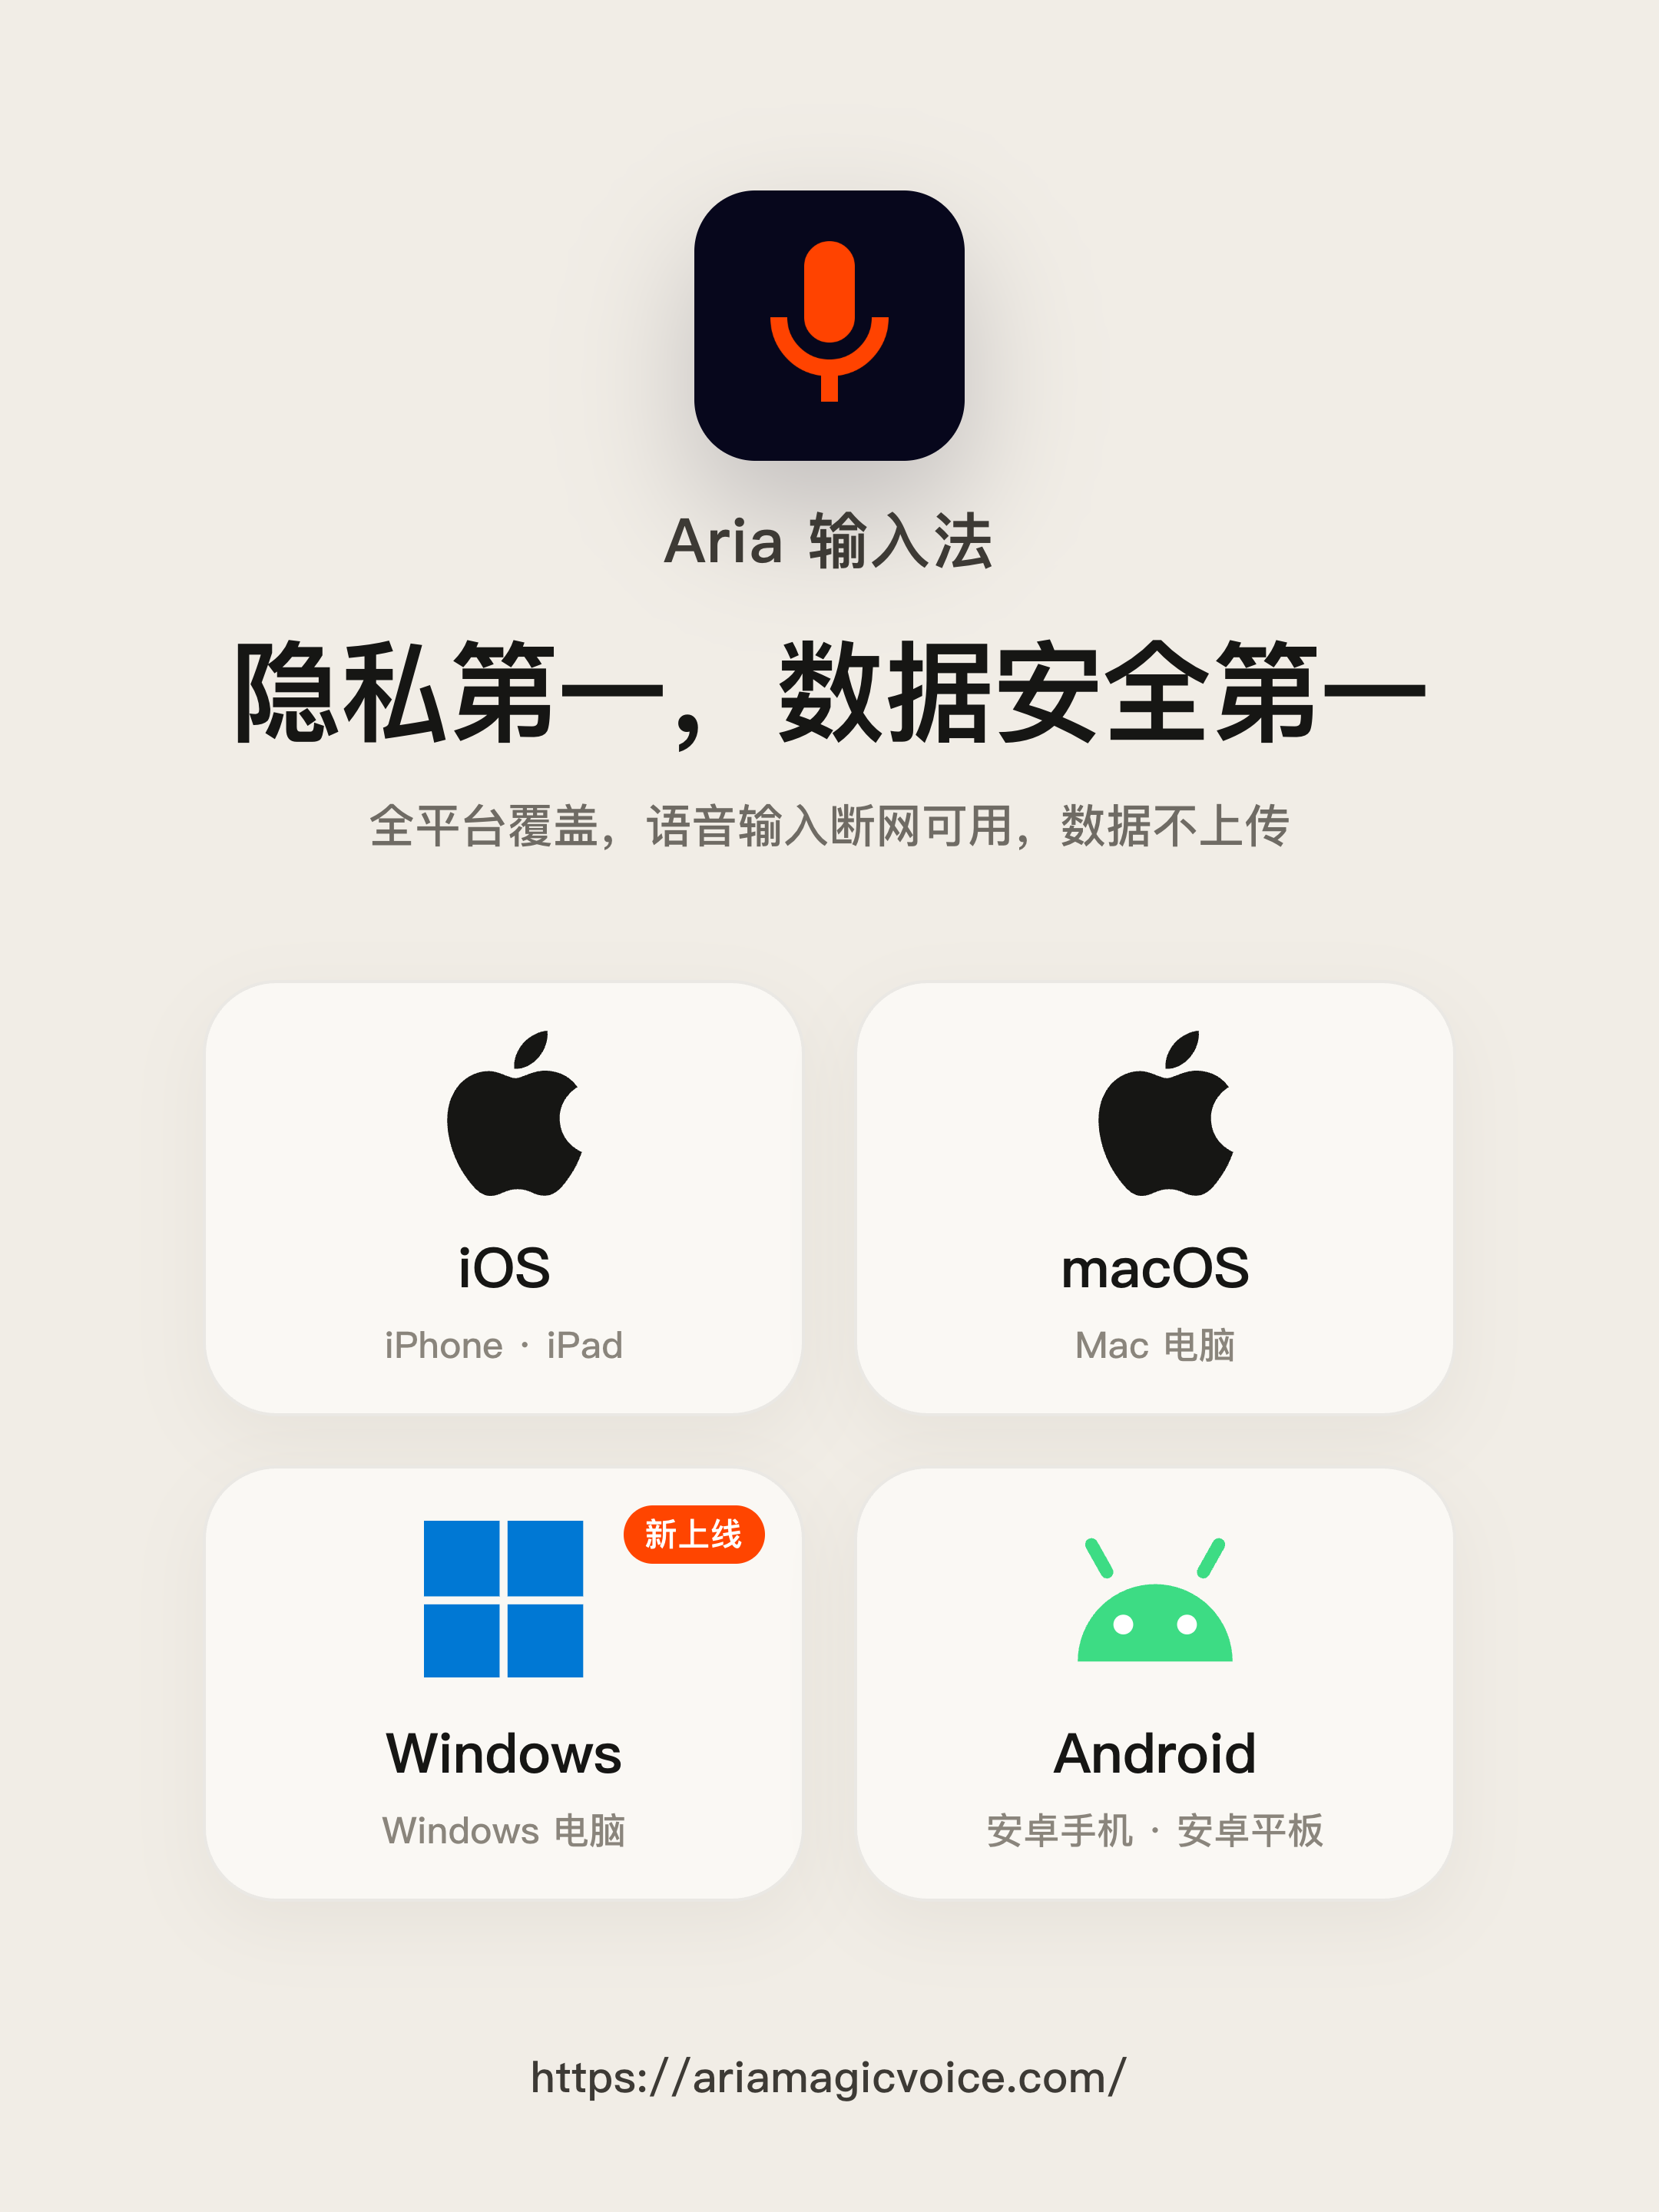 Aria 输入法
隐私第一，数据安全第一
全平台覆盖，语音输入断网可用，数据不上传
iOS
iPhone · iPad
macOS
Mac 电脑
新上线
Windows
Windows 电脑
Android
安卓手机 · 安卓平板
https://ariamagicvoice.com/